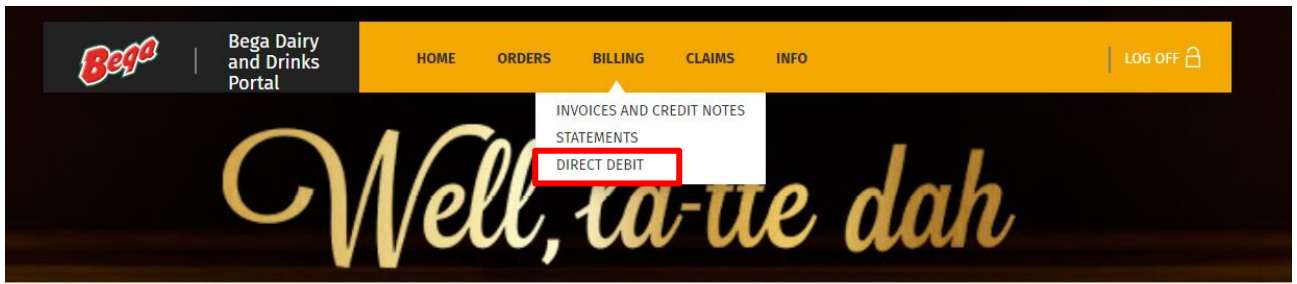 Bega
Bega Dairy
and Drinks
Portal
HOME ORDERS BILLING CLAIMS INFO
LOG OFF
INVOICES AND CREDIT NOTES
STATEMENTS
DIRECT DEBIT
Well, la-tte dah